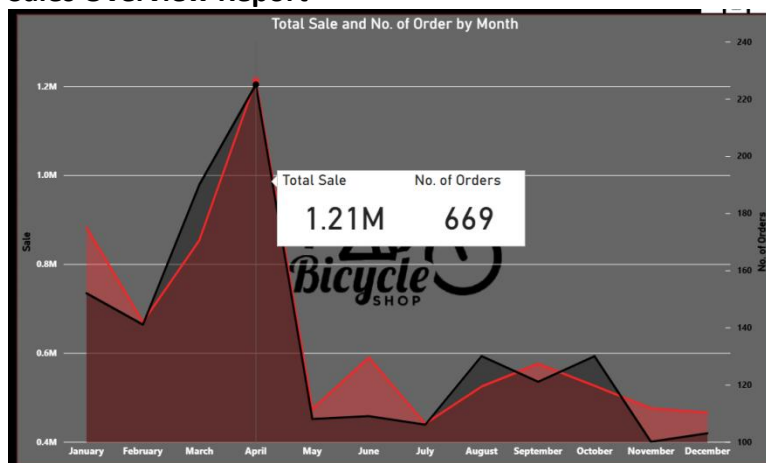 Sales Overview Report
Total Sale and No. of Order by Month
240
1.2M
220
200
1.0M
Total Sale No. of Orders
1.21M 669
180
Sale
No. of Orders
0.8M
160
Bicycle
SHOP
140
0.6M
120
0.4M
100
January February March April May June July August September October November December